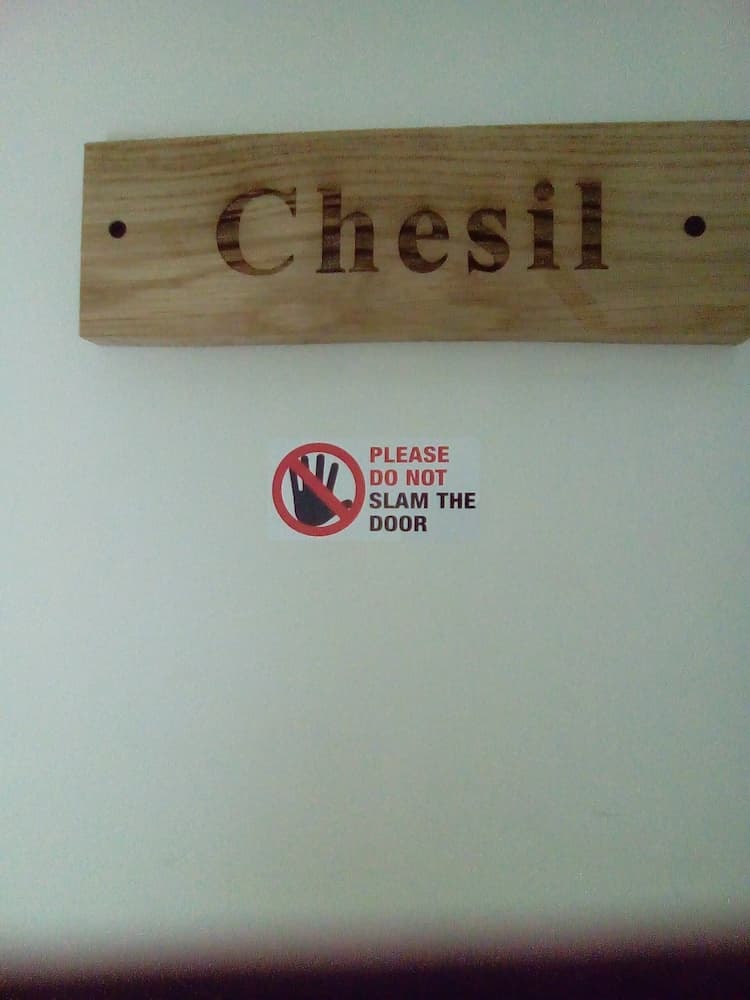 Chesil
PLEASE
DO NOT
SLAM THE
DOOR